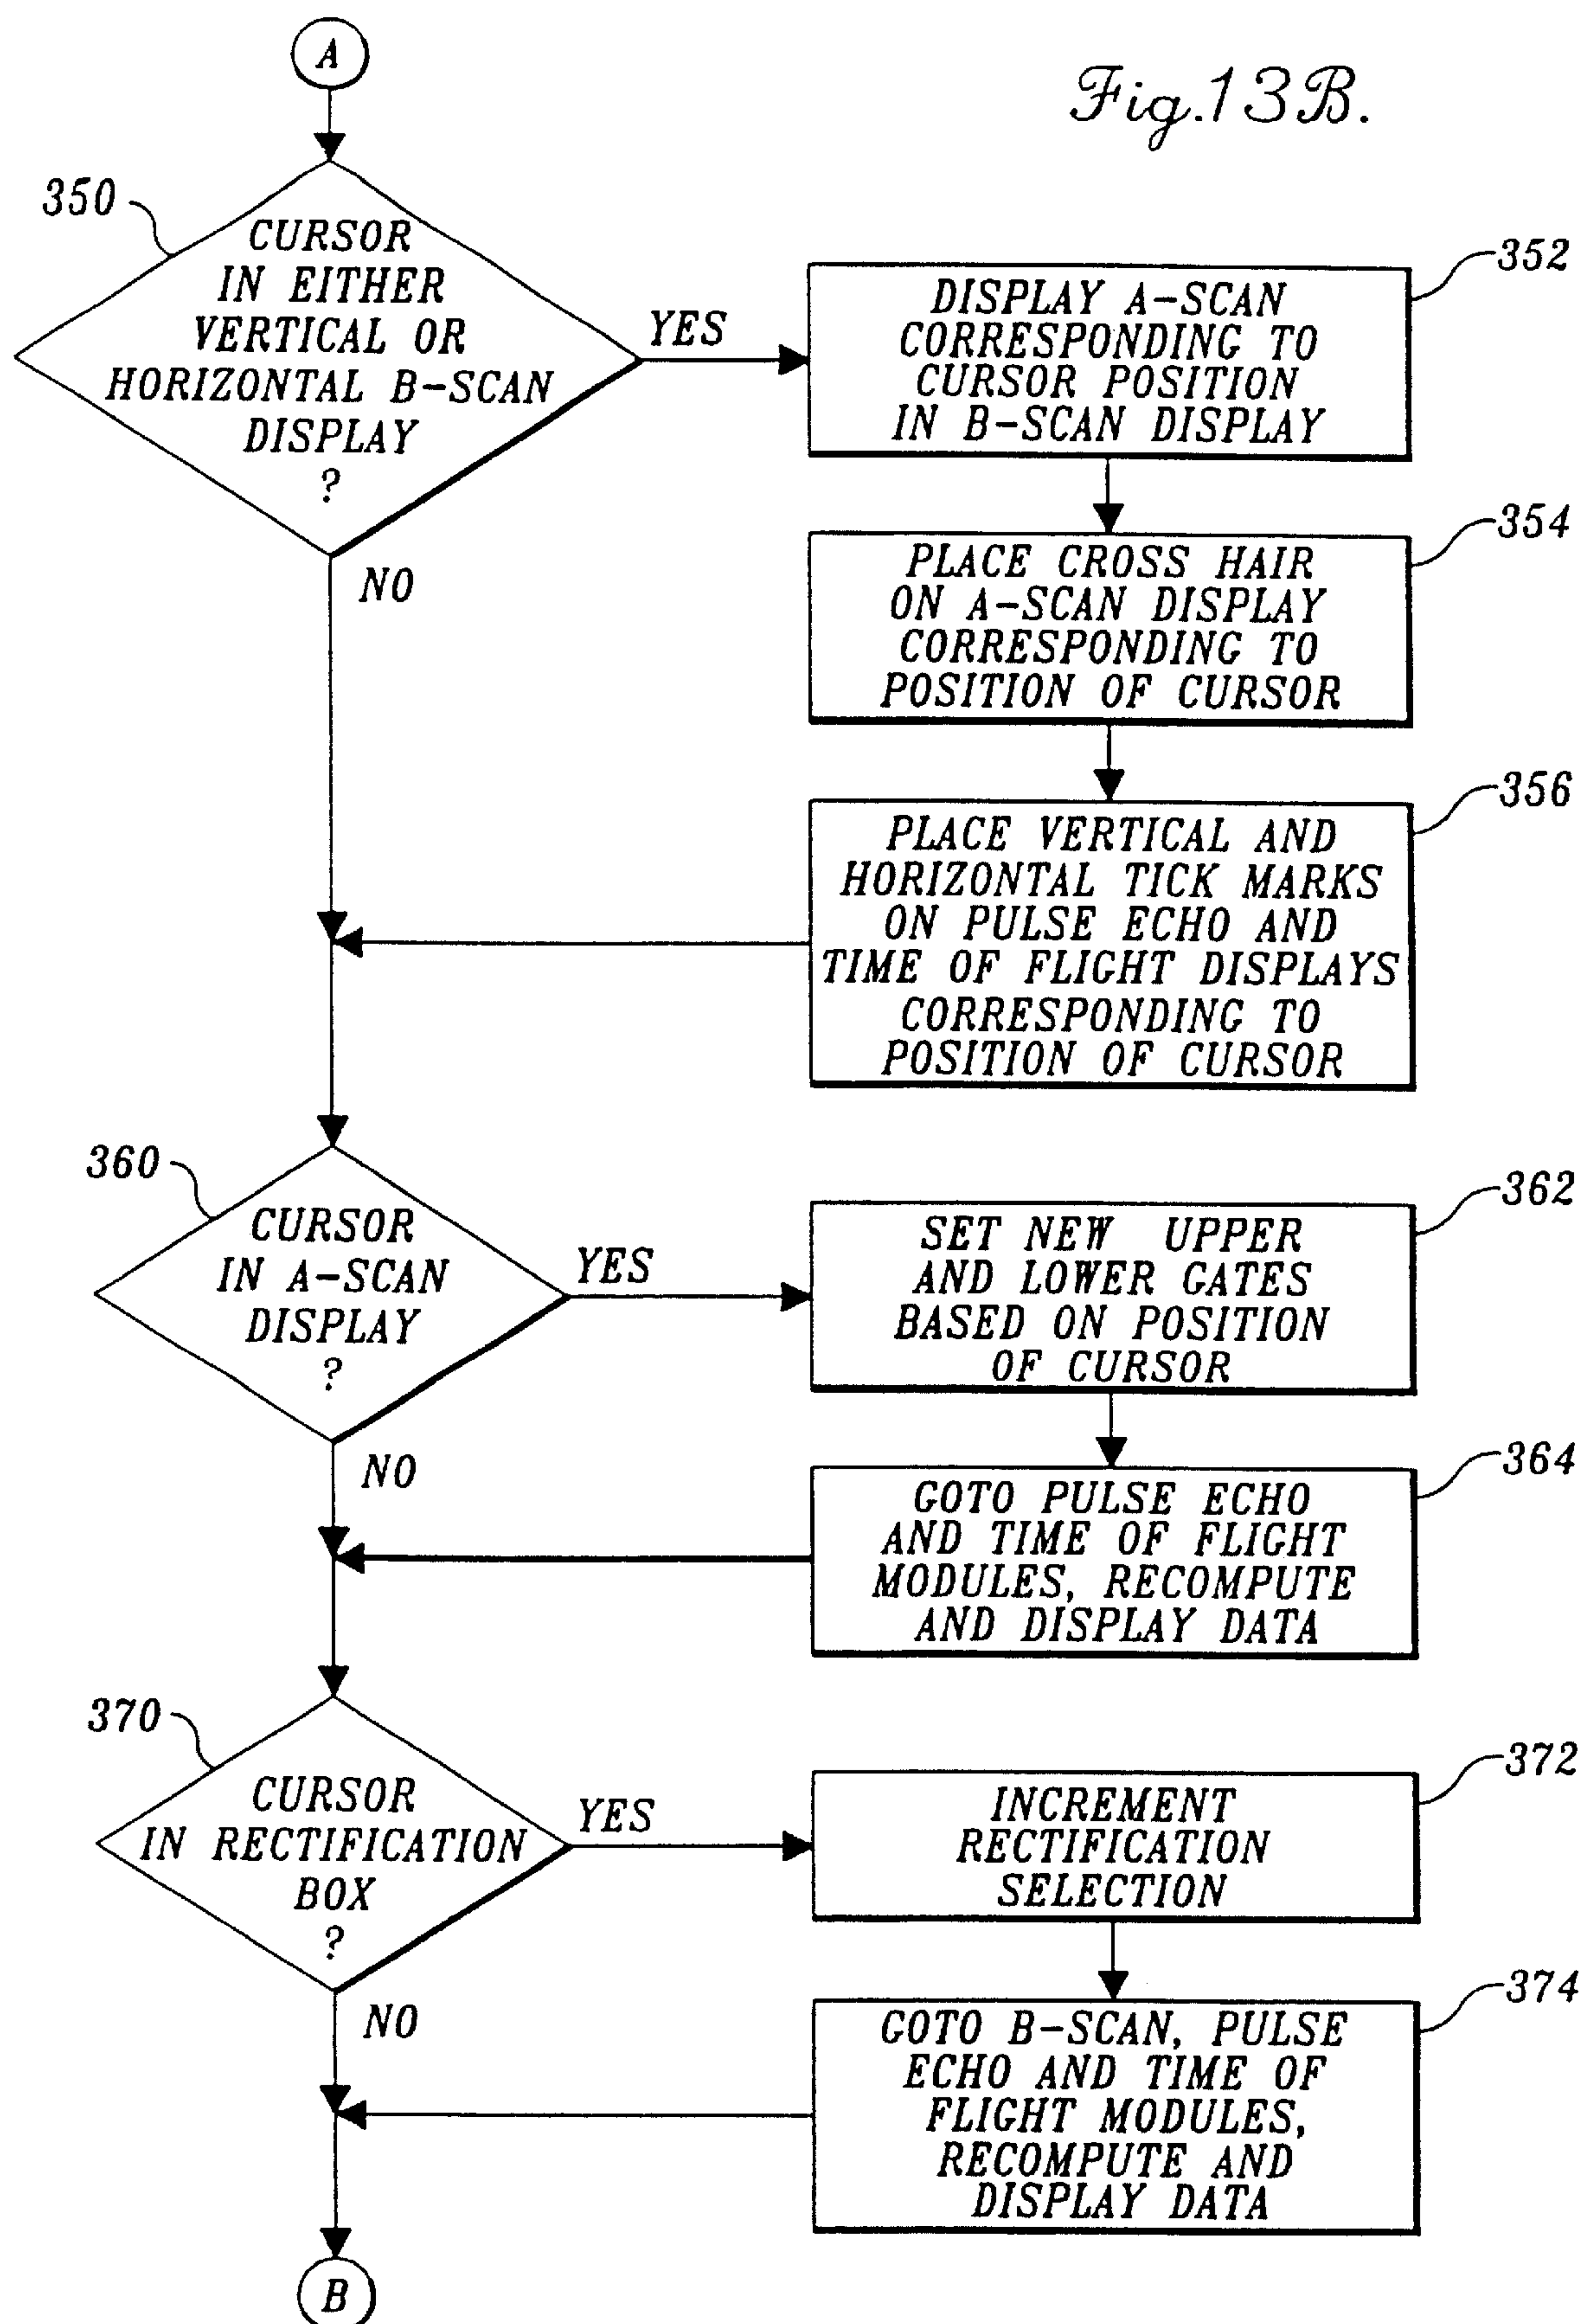 A
Fig.13B.
350
CURSOR
IN EITHER
VERTICAL OR
HORIZONTAL B-SCAN
DISPLAY
?
YES
NO
352
DISPLAY A-SCAN
CORRESPONDING TO
CURSOR POSITION
IN B-SCAN DISPLAY
354
PLACE CROSS HAIR
ON A-SCAN DISPLAY
CORRESPONDING TO
POSITION OF CURSOR
356
PLACE VERTICAL AND
HORIZONTAL TICK MARKS
ON PULSE ECHO AND
TIME OF FLIGHT DISPLAYS
CORRESPONDING TO
POSITION OF CURSOR
360
CURSOR
IN A-SCAN
DISPLAY
?
YES
NO
362
SET NEW UPPER
AND LOWER GATES
BASED ON POSITION
OF CURSOR
364
GOTO PULSE ECHO
AND TIME OF FLIGHT
MODULES, RECOMPUTE
AND DISPLAY DATA
370
CURSOR
IN RECTIFICATION
BOX
?
YES
NO
372
INCREMENT
RECTIFICATION
SELECTION
374
GOTO B-SCAN, PULSE
ECHO AND TIME OF
FLIGHT MODULES,
RECOMPUTE AND
DISPLAY DATA
B